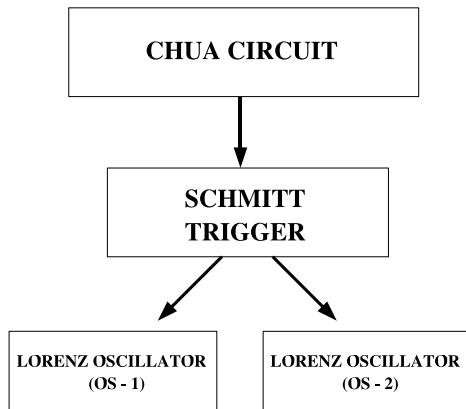 CHUA CIRCUIT
SCHMITT
TRIGGER
LORENZ OSCILLATOR
(OS - 1)
LORENZ OSCILLATOR
(OS - 2)